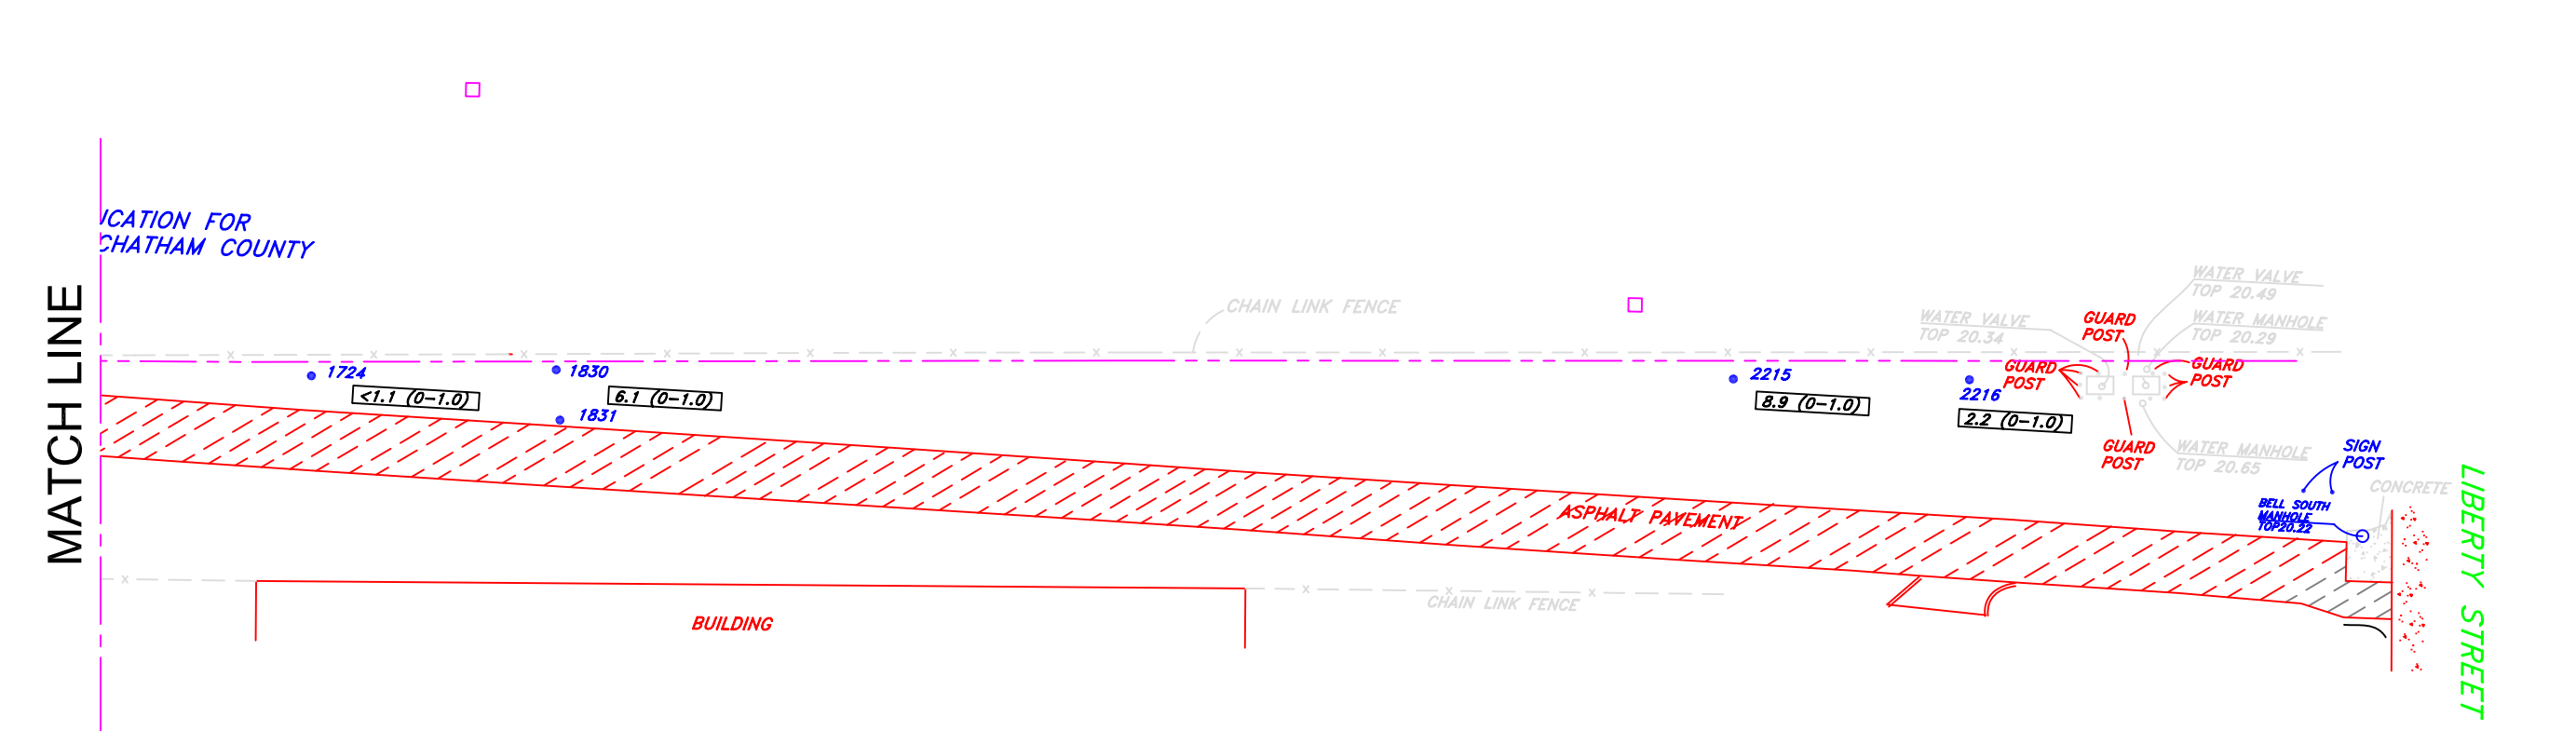 ICATION FOR
CHATHAM COUNTY
MATCH LINE
CHAIN LINK FENCE
WATER VALVE
TOP 20.49
WATER VALVE
TOP 20.34
GUARD
POST
WATER MANHOLE
TOP 20.29
GUARD
POST
GUARD
POST
1724
<1.1 (0-1.0)
1830
6.1 (0-1.0)
1831
2215
8.9 (0-1.0)
2216
2.2 (0-1.0)
GUARD
POST
WATER MANHOLE
TOP 20.65
SIGN
POST
CONCRETE
BELL SOUTH
MANHOLE
TOP20.22
ASPHALT PAVEMENT
CHAIN LINK FENCE
BUILDING
LIBERTY STREET